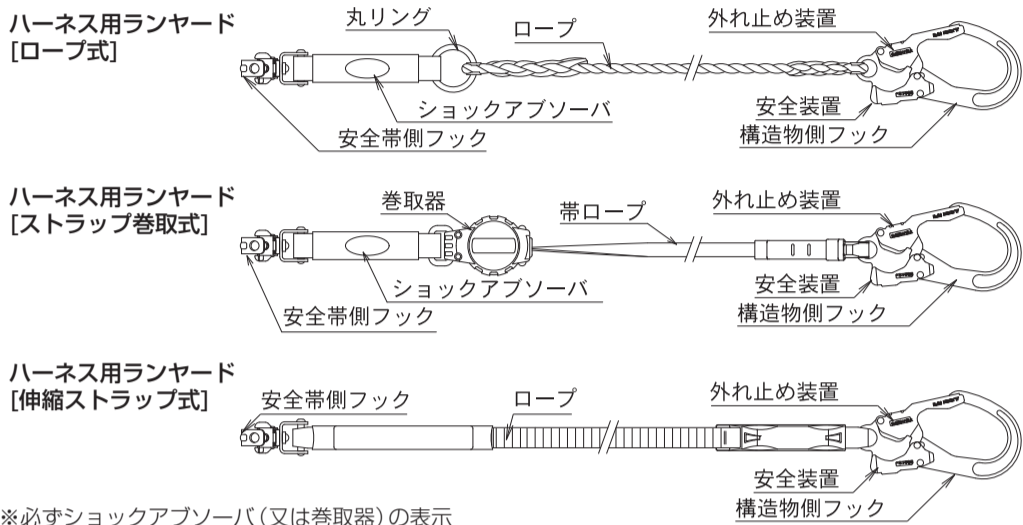 ハーネス用ランヤード
[ロープ式]
丸リング
ロープ
外れ止め装置
ショックアブソーバ
安全帯側フック
安全装置
構造物側フック
ハーネス用ランヤード
[ストラップ巻取式]
巻取器
帯ロープ
外れ止め装置
ショックアブソーバ
安全帯側フック
安全装置
構造物側フック
ハーネス用ランヤード
[伸縮ストラップ式]
安全帯側フック
ロープ
外れ止め装置
安全装置
構造物側フック
※必ずショックアブソーバ(又は巻取器)の表示